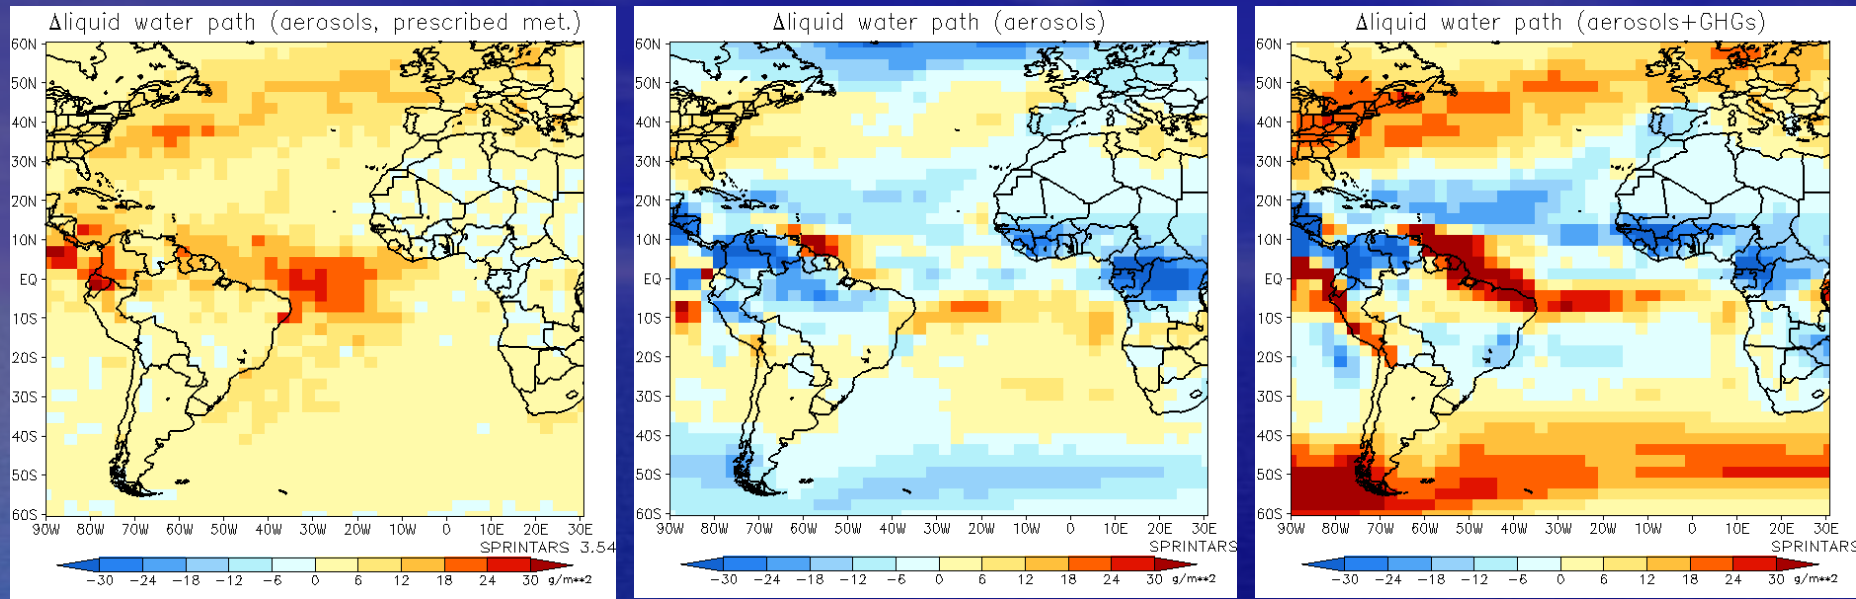 Δliquid water path (aerosols, prescribed met.)
60N
50N
40N
30N
20N
10N
EQ
10S
20S
30S
40S
50S
60S
90W 80W 70W 60W 50W 40W 30W 20W 10W 0 10E 20E 30E
SPRINTARS 3.54
−30 −24 −18 −12 −6 0 6 12 18 24 30 g/m**2
Δliquid water path (aerosols)
60N
50N
40N
30N
20N
10N
EQ
10S
20S
30S
40S
50S
60S
90W 80W 70W 60W 50W 40W 30W 20W 10W 0 10E 20E 30E
SPRINTARS
−30 −24 −18 −12 −6 0 6 12 18 24 30 g/m**2
Δliquid water path (aerosols+GHGs)
60N
50N
40N
30N
20N
10N
EQ
10S
20S
30S
40S
50S
60S
90W 80W 70W 60W 50W 40W 30W 20W 10W 0 10E 20E 30E
SPRINTARS
−30 −24 −18 −12 −6 0 6 12 18 24 30 g/m**2